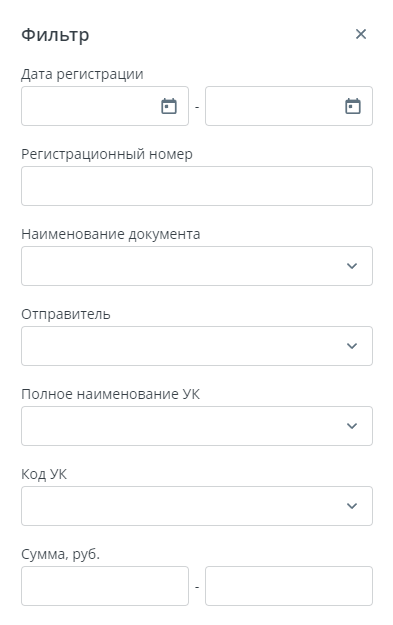 Фильтр
Дата регистрации
-
Регистрационный номер
Наименование документа
Отправитель
Полное наименование УК
Код УК
Сумма, руб.
-